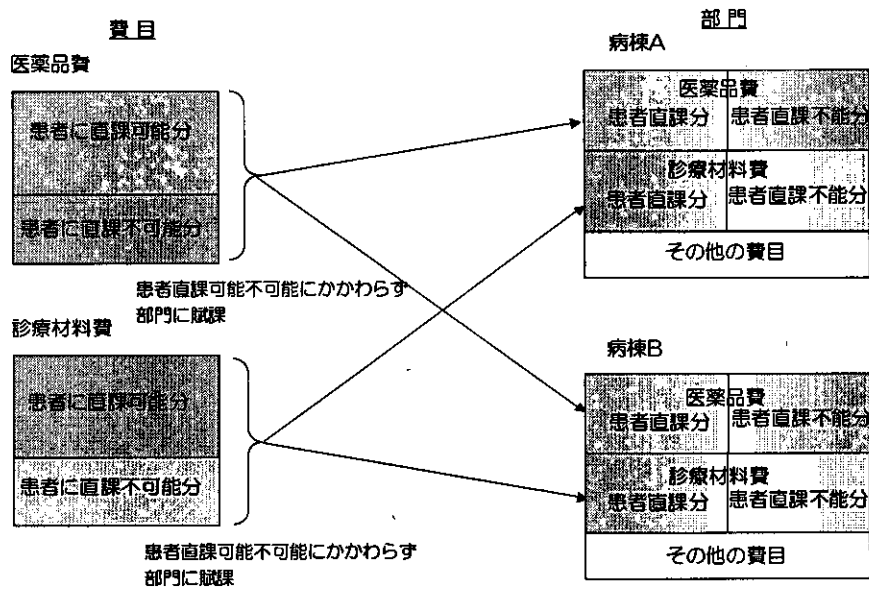 費目
医薬品費
患者に直課可能分
患者に直課不可能分
患者直課可能不可能にかかわらず
部門に賦課
診療材料費
患者に直課可能分
患者に直課不可能分
患者直課可能不可能にかかわらず
部門に賦課
部門
病棟A
医薬品費
患者直課分 患者直課不能分
診療材料費
患者直課分 患者直課不能分
その他の費目
病棟B
医薬品費
患者直課分 患者直課不能分
診療材料費
患者直課分 患者直課不能分
その他の費目